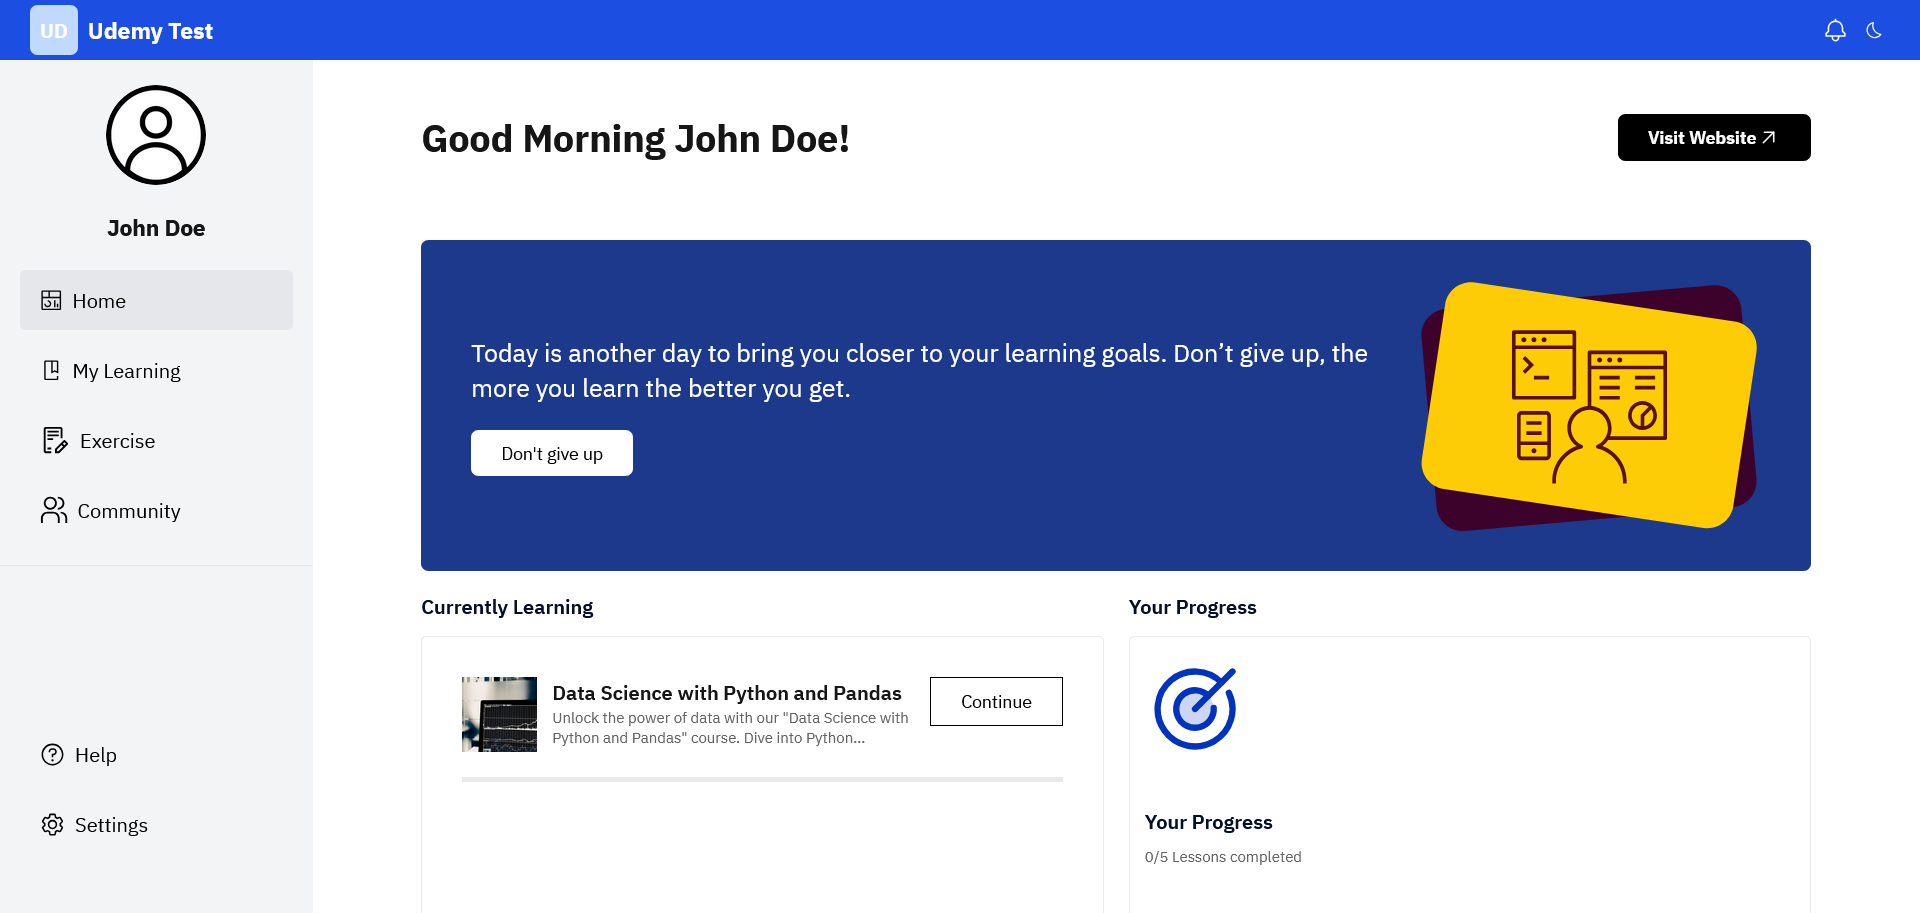 UD
Udemy Test
John Doe
Home
My Learning
Exercise
Community
Help
Settings
Good Morning John Doe!
Visit Website
Today is another day to bring you closer to your learning goals. Don’t give up, the
more you learn the better you get.
Don't give up
Currently Learning
Data Science with Python and Pandas
Unlock the power of data with our "Data Science with
Python and Pandas" course. Dive into Python...
Continue
Your Progress
Your Progress
0/5 Lessons completed